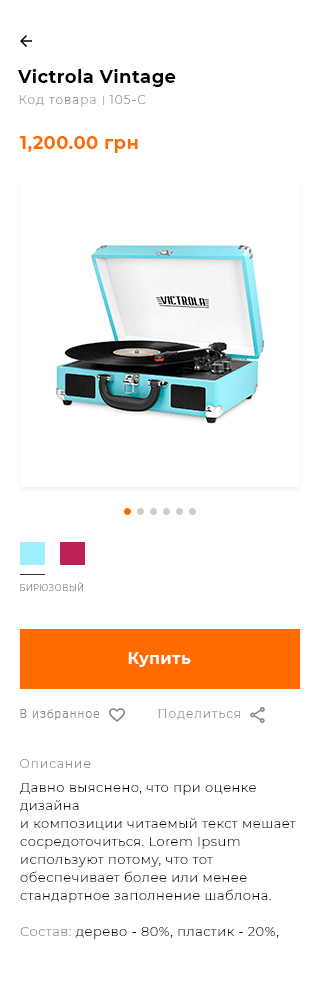 Victrola Vintage
Код товара | 105-C
1,200.00 грн
VICTROLA
БИРЮЗОВЫЙ
Купить
В избранное
Поделиться
Описание
Давно выяснено, что при оценке
дизайна
и композиции читаемый текст мешает
сосредоточиться. Lorem Ipsum
используют потому, что тот
обеспечивает более или менее
стандартное заполнение шаблона.
Состав: дерево - 80%, пластик - 20%,